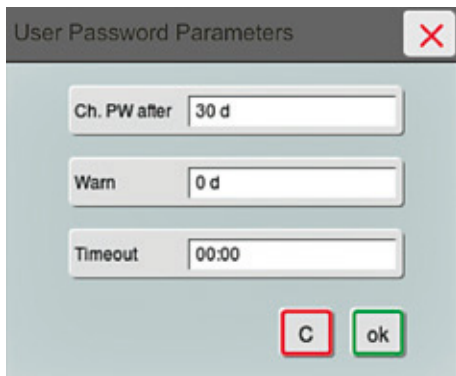 User Password Parameters
Ch. PW after 30 d
Warn 0 d
Timeout 00:00
C ok